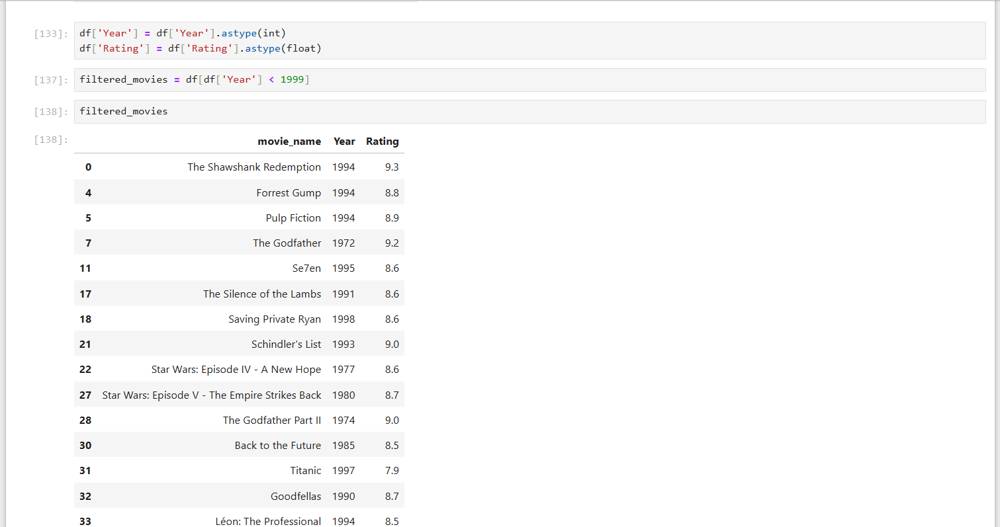 [133]: df['Year'] = df['Year'].astype(int)
df['Rating'] = df['Rating'].astype(float)
[137]: filtered_movies = df[df['Year'] < 1999]
[138]: filtered_movies
[138]: movie_name Year Rating
0 The Shawshank Redemption 1994 9.3
4 Forrest Gump 1994 8.8
5 Pulp Fiction 1994 8.9
7 The Godfather 1972 9.2
11 Se7en 1995 8.6
17 The Silence of the Lambs 1991 8.6
18 Saving Private Ryan 1998 8.6
21 Schindler's List 1993 9.0
22 Star Wars: Episode IV - A New Hope 1977 8.6
27 Star Wars: Episode V - The Empire Strikes Back 1980 8.7
28 The Godfather Part II 1974 9.0
30 Back to the Future 1985 8.5
31 Titanic 1997 7.9
32 Goodfellas 1990 8.7
33 Léon: The Professional 1994 8.5